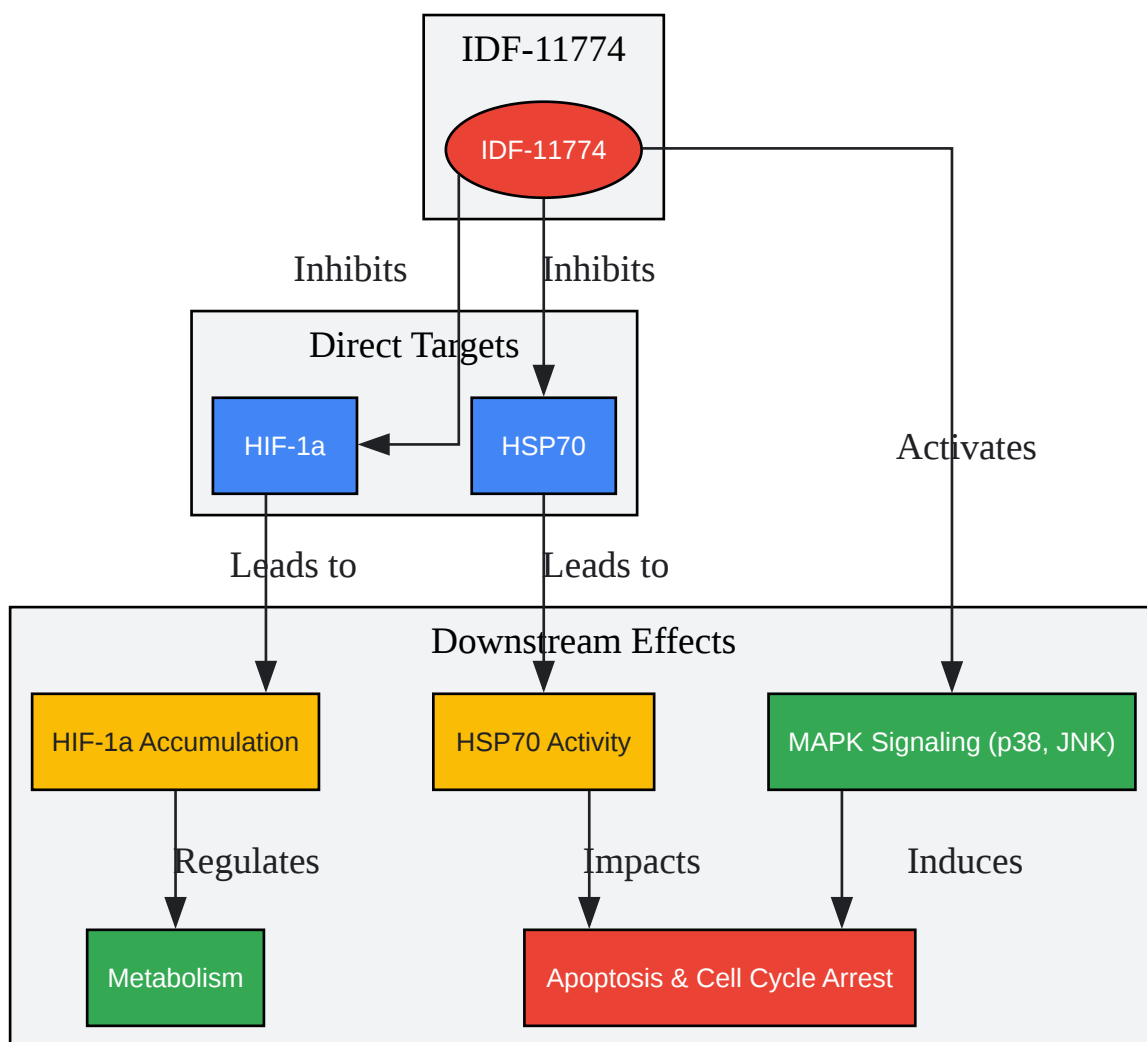 IDF-11774
IDF-11774
Inhibits
Inhibits
Direct Targets
HIF-1a
HSP70
Activates
Leads to
Leads to
Downstream Effects
HIF-1a Accumulation
HSP70 Activity
MAPK Signaling (p38, JNK)
Regulates
Impacts
Induces
Metabolism
Apoptosis & Cell Cycle Arrest